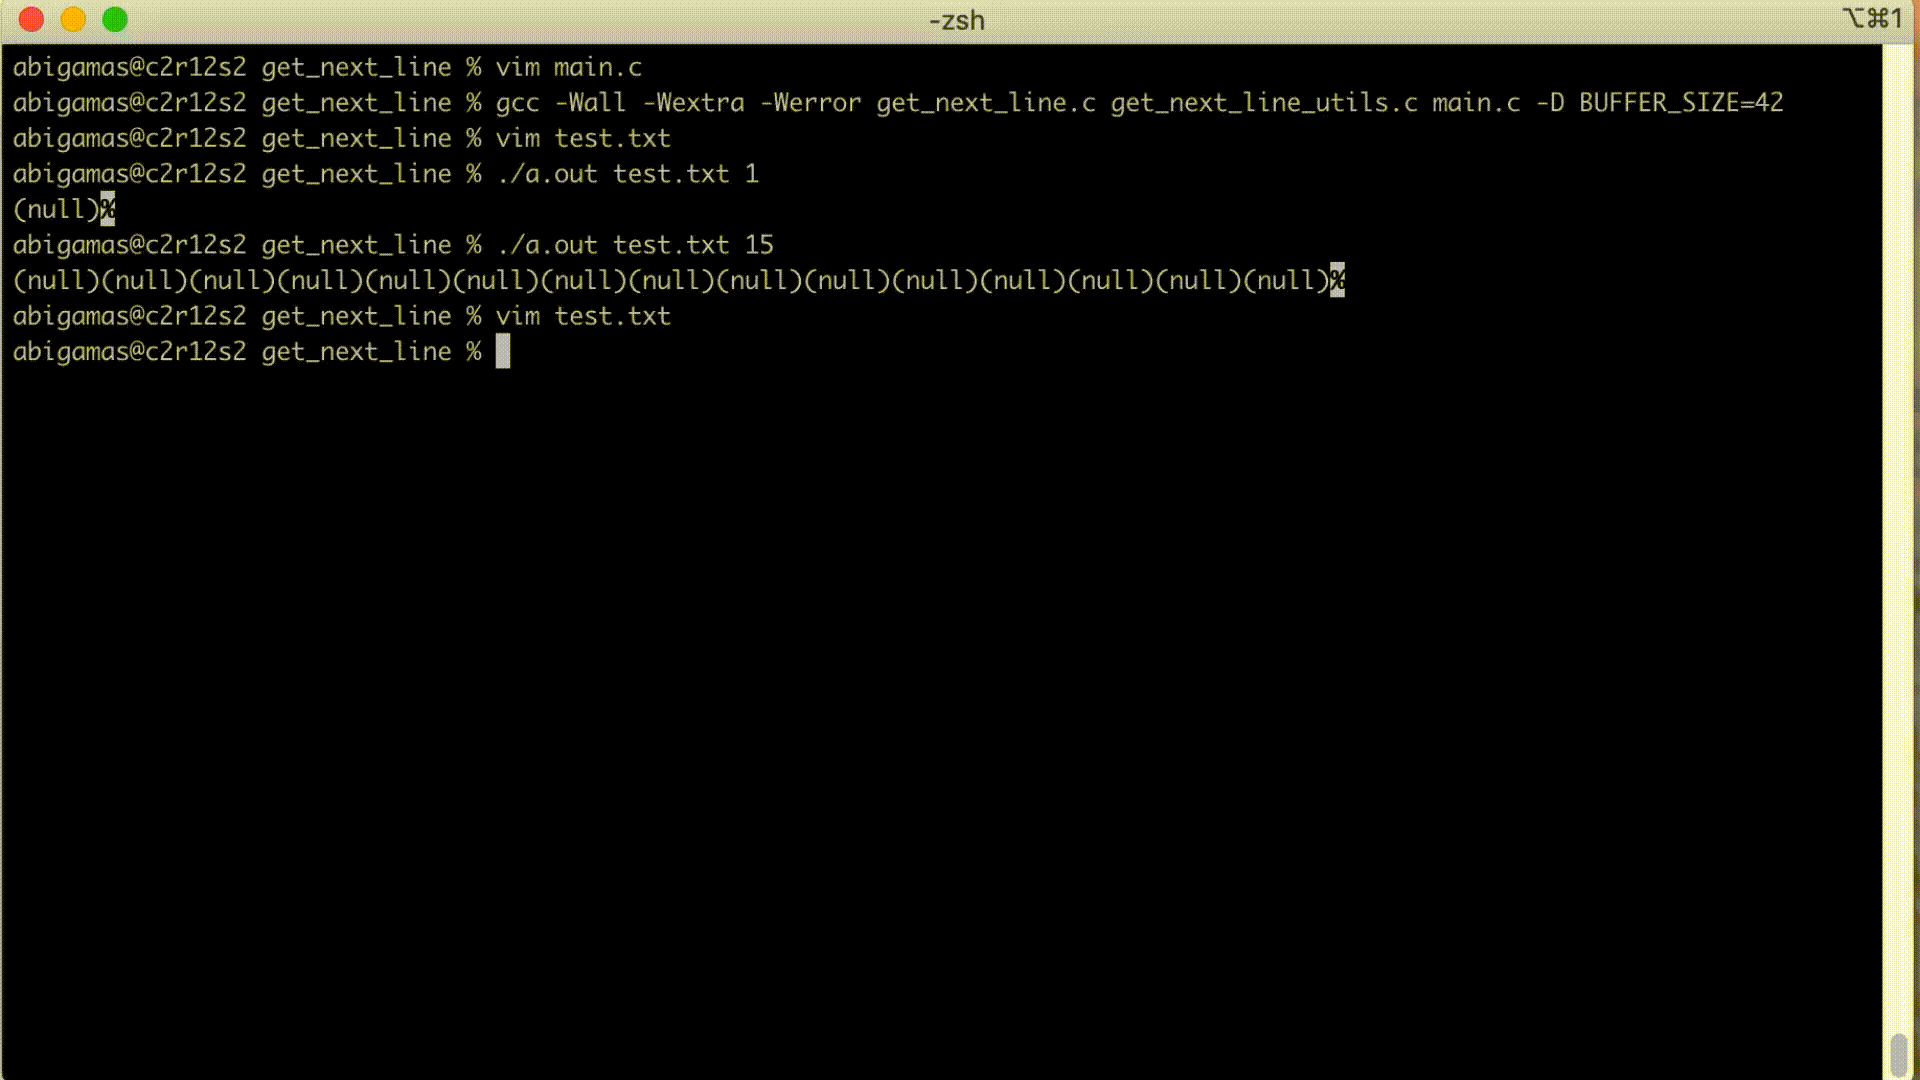 -zsh
⌥⌘1
abigamas@c2r12s2 get_next_line % vim main.c
abigamas@c2r12s2 get_next_line % gcc -Wall -Wextra -Werror get_next_line.c get_next_line_utils.c main.c -D BUFFER_SIZE=42
abigamas@c2r12s2 get_next_line % vim test.txt
abigamas@c2r12s2 get_next_line % ./a.out test.txt 1
(null)%
abigamas@c2r12s2 get_next_line % ./a.out test.txt 15
(null)(null)(null)(null)(null)(null)(null)(null)(null)(null)(null)(null)(null)(null)(null)%
abigamas@c2r12s2 get_next_line % vim test.txt
abigamas@c2r12s2 get_next_line %